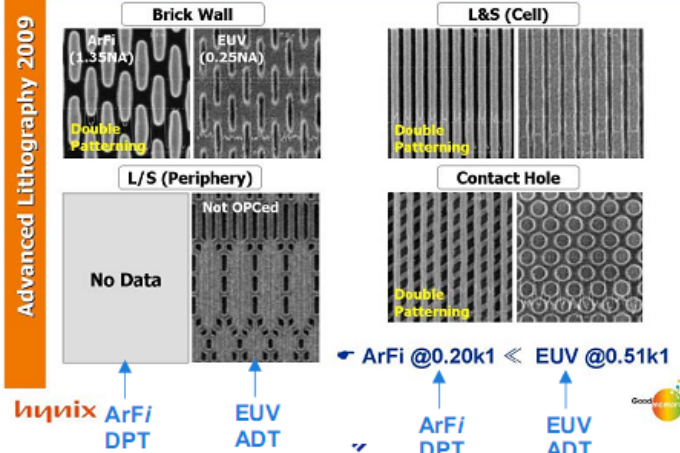 Advanced Lithography 2009
Brick Wall
L&S (Cell)
ArFi
(1.35NA)
EUV
(0.25NA)
Double
Patterning
Double
Patterning
L/S (Periphery)
Contact Hole
No Data
Not OPCed
Double
Patterning
☛ ArFi @0.20k1 ≪ EUV @0.51k1
hynix
ArFi
DPT
EUV
ADT
ArFi
DPT
EUV
ADT
Good
memory